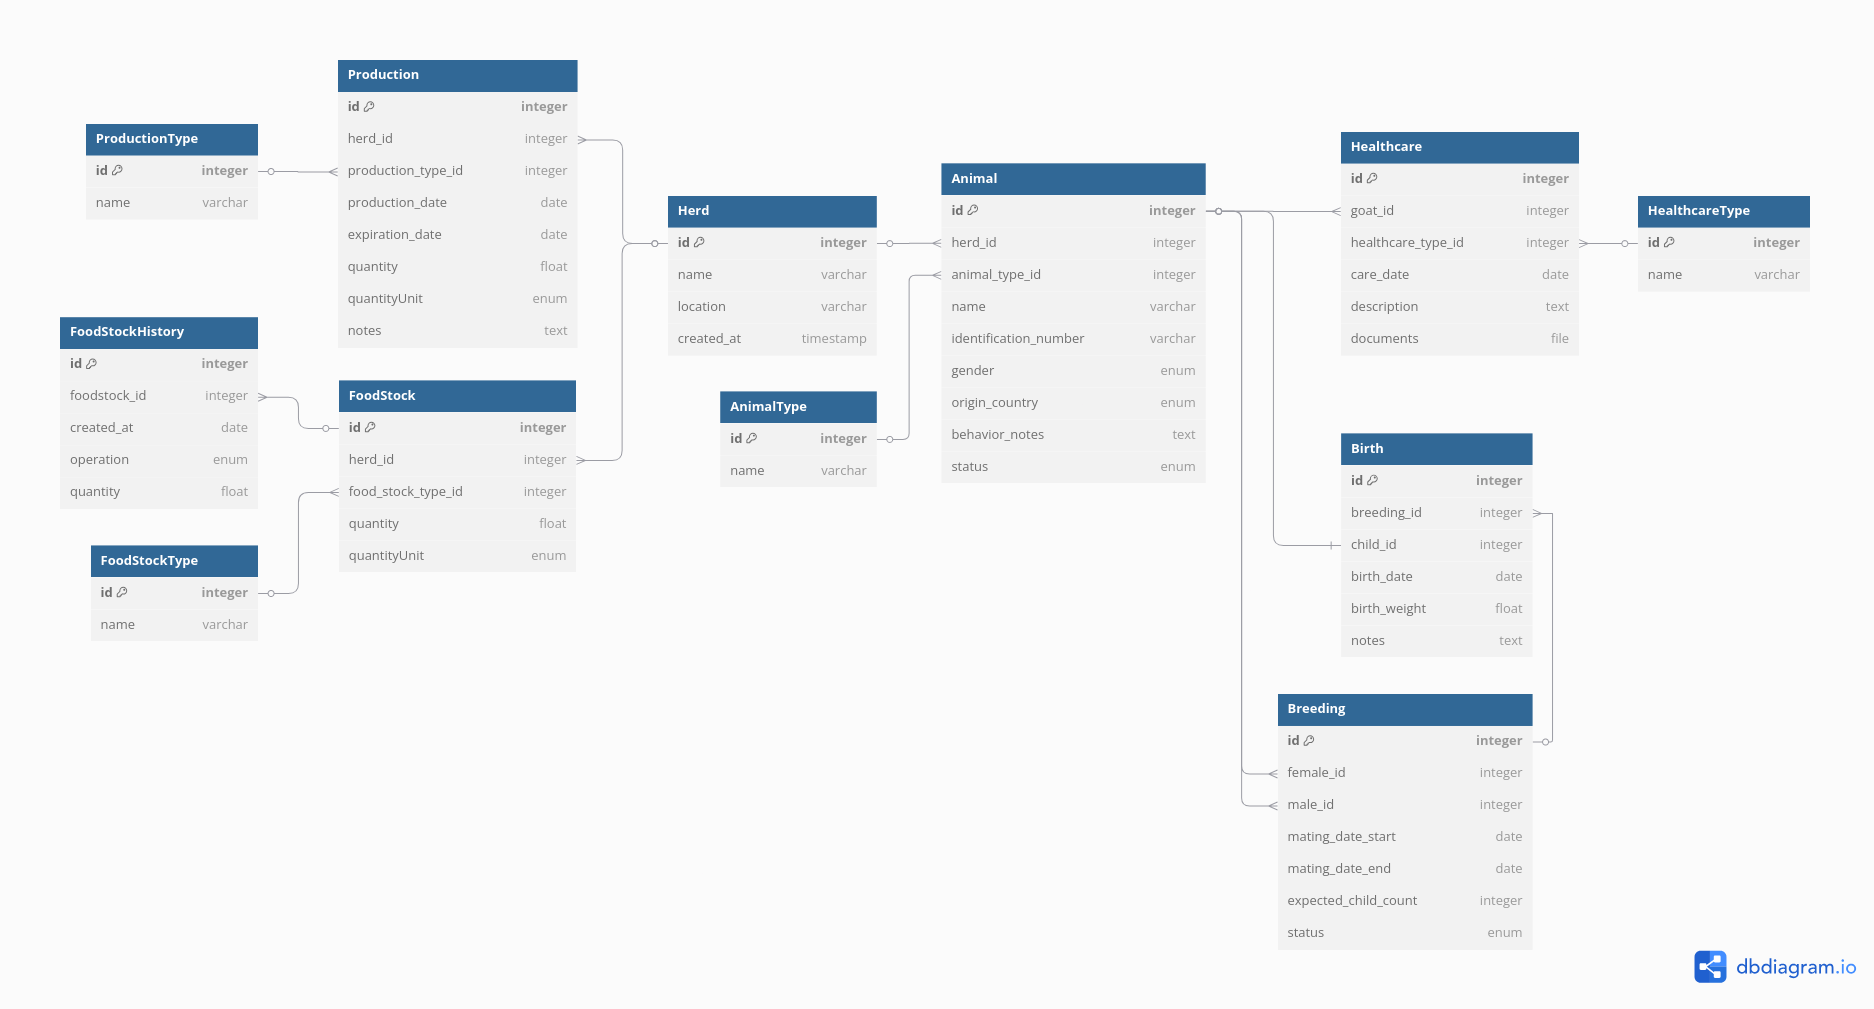 Production
id integer
herd_id integer
production_type_id integer
production_date date
expiration_date date
quantity float
quantityUnit enum
notes text
ProductionType
id integer
name varchar
FoodStockHistory
id integer
foodstock_id integer
created_at date
operation enum
quantity float
FoodStock
id integer
herd_id integer
food_stock_type_id integer
quantity float
quantityUnit enum
FoodStockType
id integer
name varchar
Herd
id integer
name varchar
location varchar
created_at timestamp
AnimalType
id integer
name varchar
Animal
id integer
herd_id integer
animal_type_id integer
name varchar
identification_number varchar
gender enum
origin_country enum
behavior_notes text
status enum
Healthcare
id integer
goat_id integer
healthcare_type_id integer
care_date date
description text
documents file
HealthcareType
id integer
name varchar
Birth
id integer
breeding_id integer
child_id integer
birth_date date
birth_weight float
notes text
Breeding
id integer
female_id integer
male_id integer
mating_date_start date
mating_date_end date
expected_child_count integer
status enum
dbdiagram.io